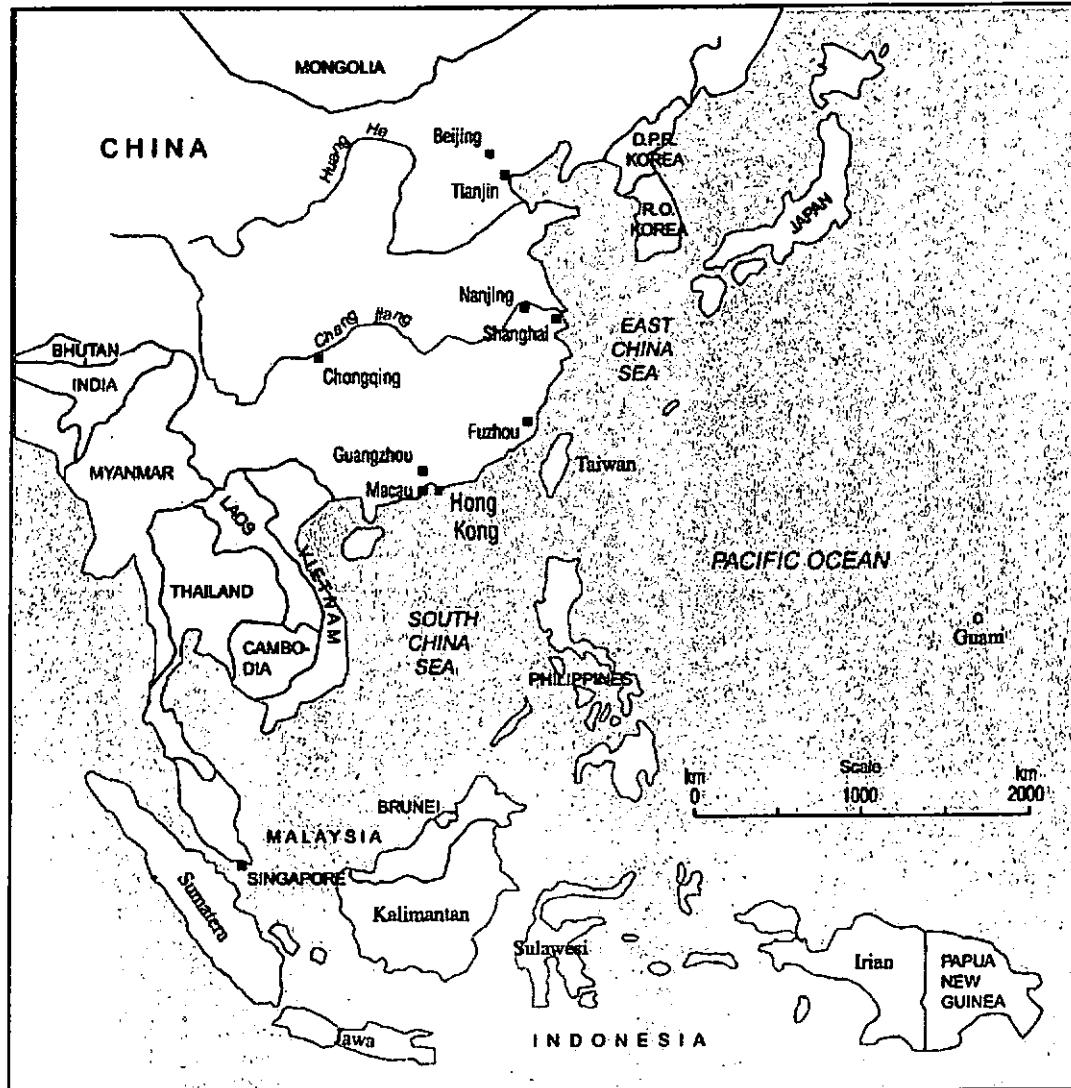 MONGOLIA
CHINA
Huang He
Beijing
Tianjin
D.P.R.
KOREA
R.O.
KOREA
JAPAN
Nanjing
Shanghai
Chang Jiang
EAST
CHINA
SEA
BHUTAN
INDIA
Chongqing
Fuzhou
Guangzhou
Macau
Hong
Kong
Taiwan
MYANMAR
LAOS
VIETNAM
THAILAND
CAMBO-
DIA
SOUTH
CHINA
SEA
PACIFIC OCEAN
Guam
PHILIPPINES
Scale
km
0
1000
km
2000
BRUNEI
MALAYSIA
SINGAPORE
Sumatera
Kalimantan
Sulawesi
Irian
PAPUA
NEW
GUINEA
Jawa
INDONESIA